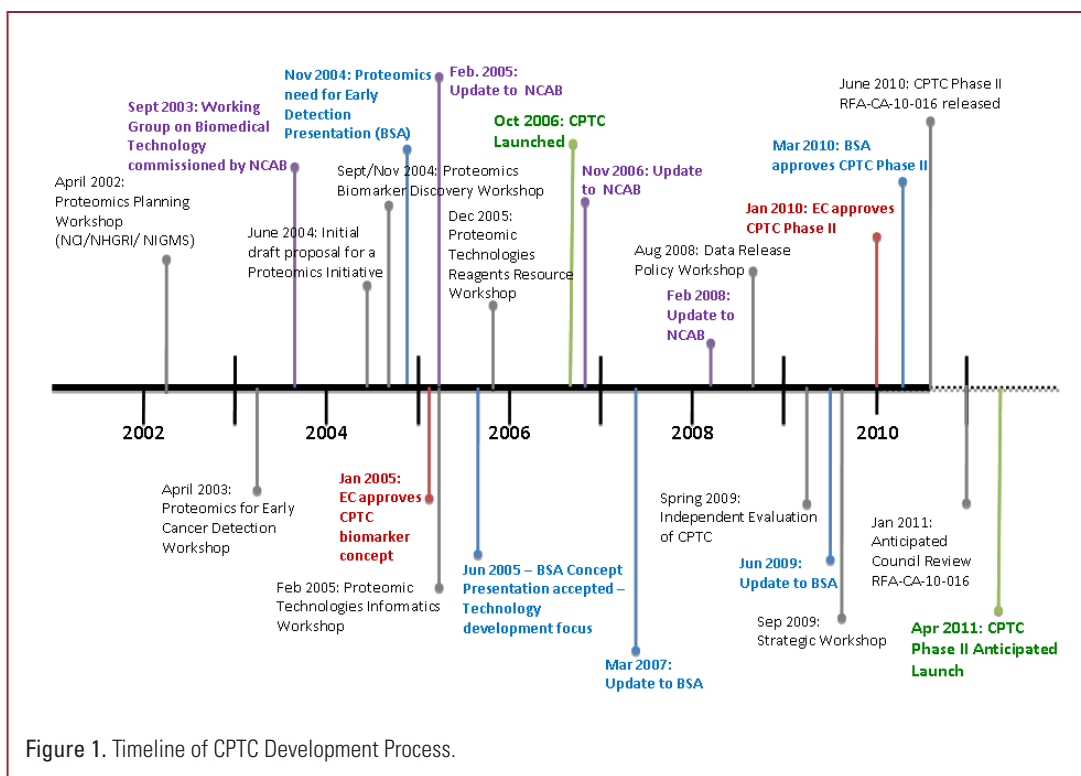 Nov 2004: Proteomics
need for Early
Detection
Presentation (BSA)
Feb. 2005:
Update to NCAB
June 2010: CPTC Phase II
RFA-CA-10-016 released
Sept 2003: Working
Group on Biomedical
Technology
commissioned by NCAB
Oct 2006: CPTC
Launched
Mar 2010: BSA
approves CPTC Phase II
April 2002:
Proteomics Planning
Workshop
(NCI/NHGRI/ NIGMS)
Sept/Nov 2004: Proteomics
Biomarker Discovery Workshop
Nov 2006: Update
to NCAB
June 2004: Initial
draft proposal for a
Proteomics Initiative
Dec 2005:
Proteomic
Technologies
Reagents Resource
Workshop
Jan 2010: EC approves
CPTC Phase II
Aug 2008: Data Release
Policy Workshop
Feb 2008:
Update to
NCAB
2002
2004
2006
2008
2010
April 2003:
Proteomics for Early
Cancer Detection
Workshop
Jan 2005:
EC approves
CPTC
biomarker
concept
Feb 2005: Proteomic
Technologies Informatics
Workshop
Jun 2005 – BSA Concept
Presentation accepted –
Technology
development focus
Mar 2007:
Update to BSA
Spring 2009:
Independent Evaluation
of CPTC
Jun 2009:
Update to BSA
Sep 2009:
Strategic Workshop
Jan 2011:
Anticipated
Council Review
RFA-CA-10-016
Apr 2011: CPTC
Phase II Anticipated
Launch
Figure 1. Timeline of CPTC Development Process.